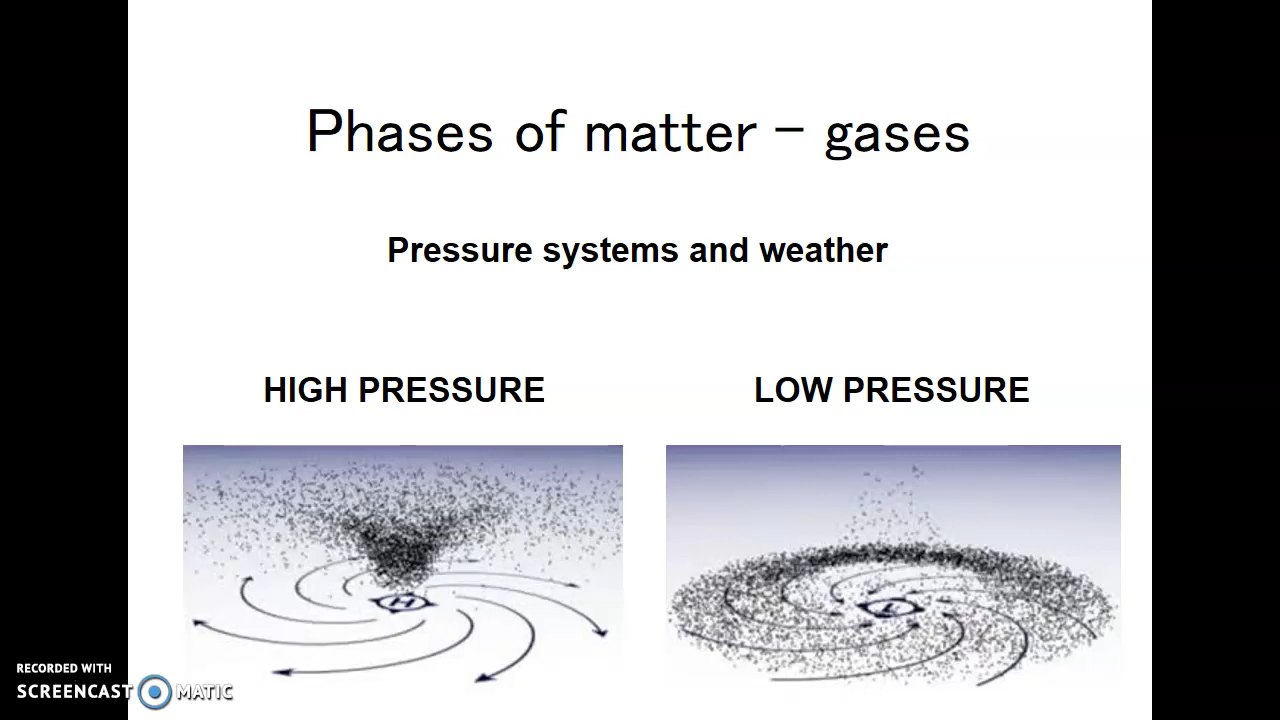 Phases of matter – gases
Pressure systems and weather
HIGH PRESSURE
LOW PRESSURE
H
L
RECORDED WITH
SCREENCAST MATIC